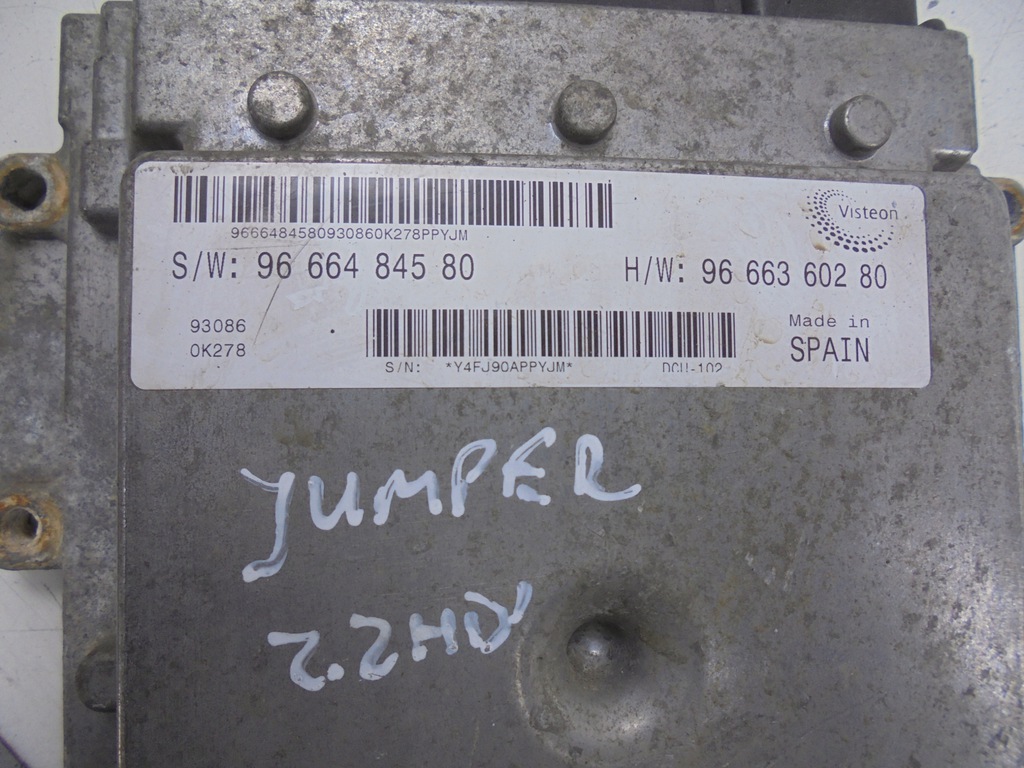 Visteon
9666484580930860K278PPYJM
S/W: 96 664 845 80
H/W: 96 663 602 80
93086
0K278
Made in
SPAIN
S/N: *Y4FJ90APPYJM*
DCU-102
JUMPER
2.2HDI